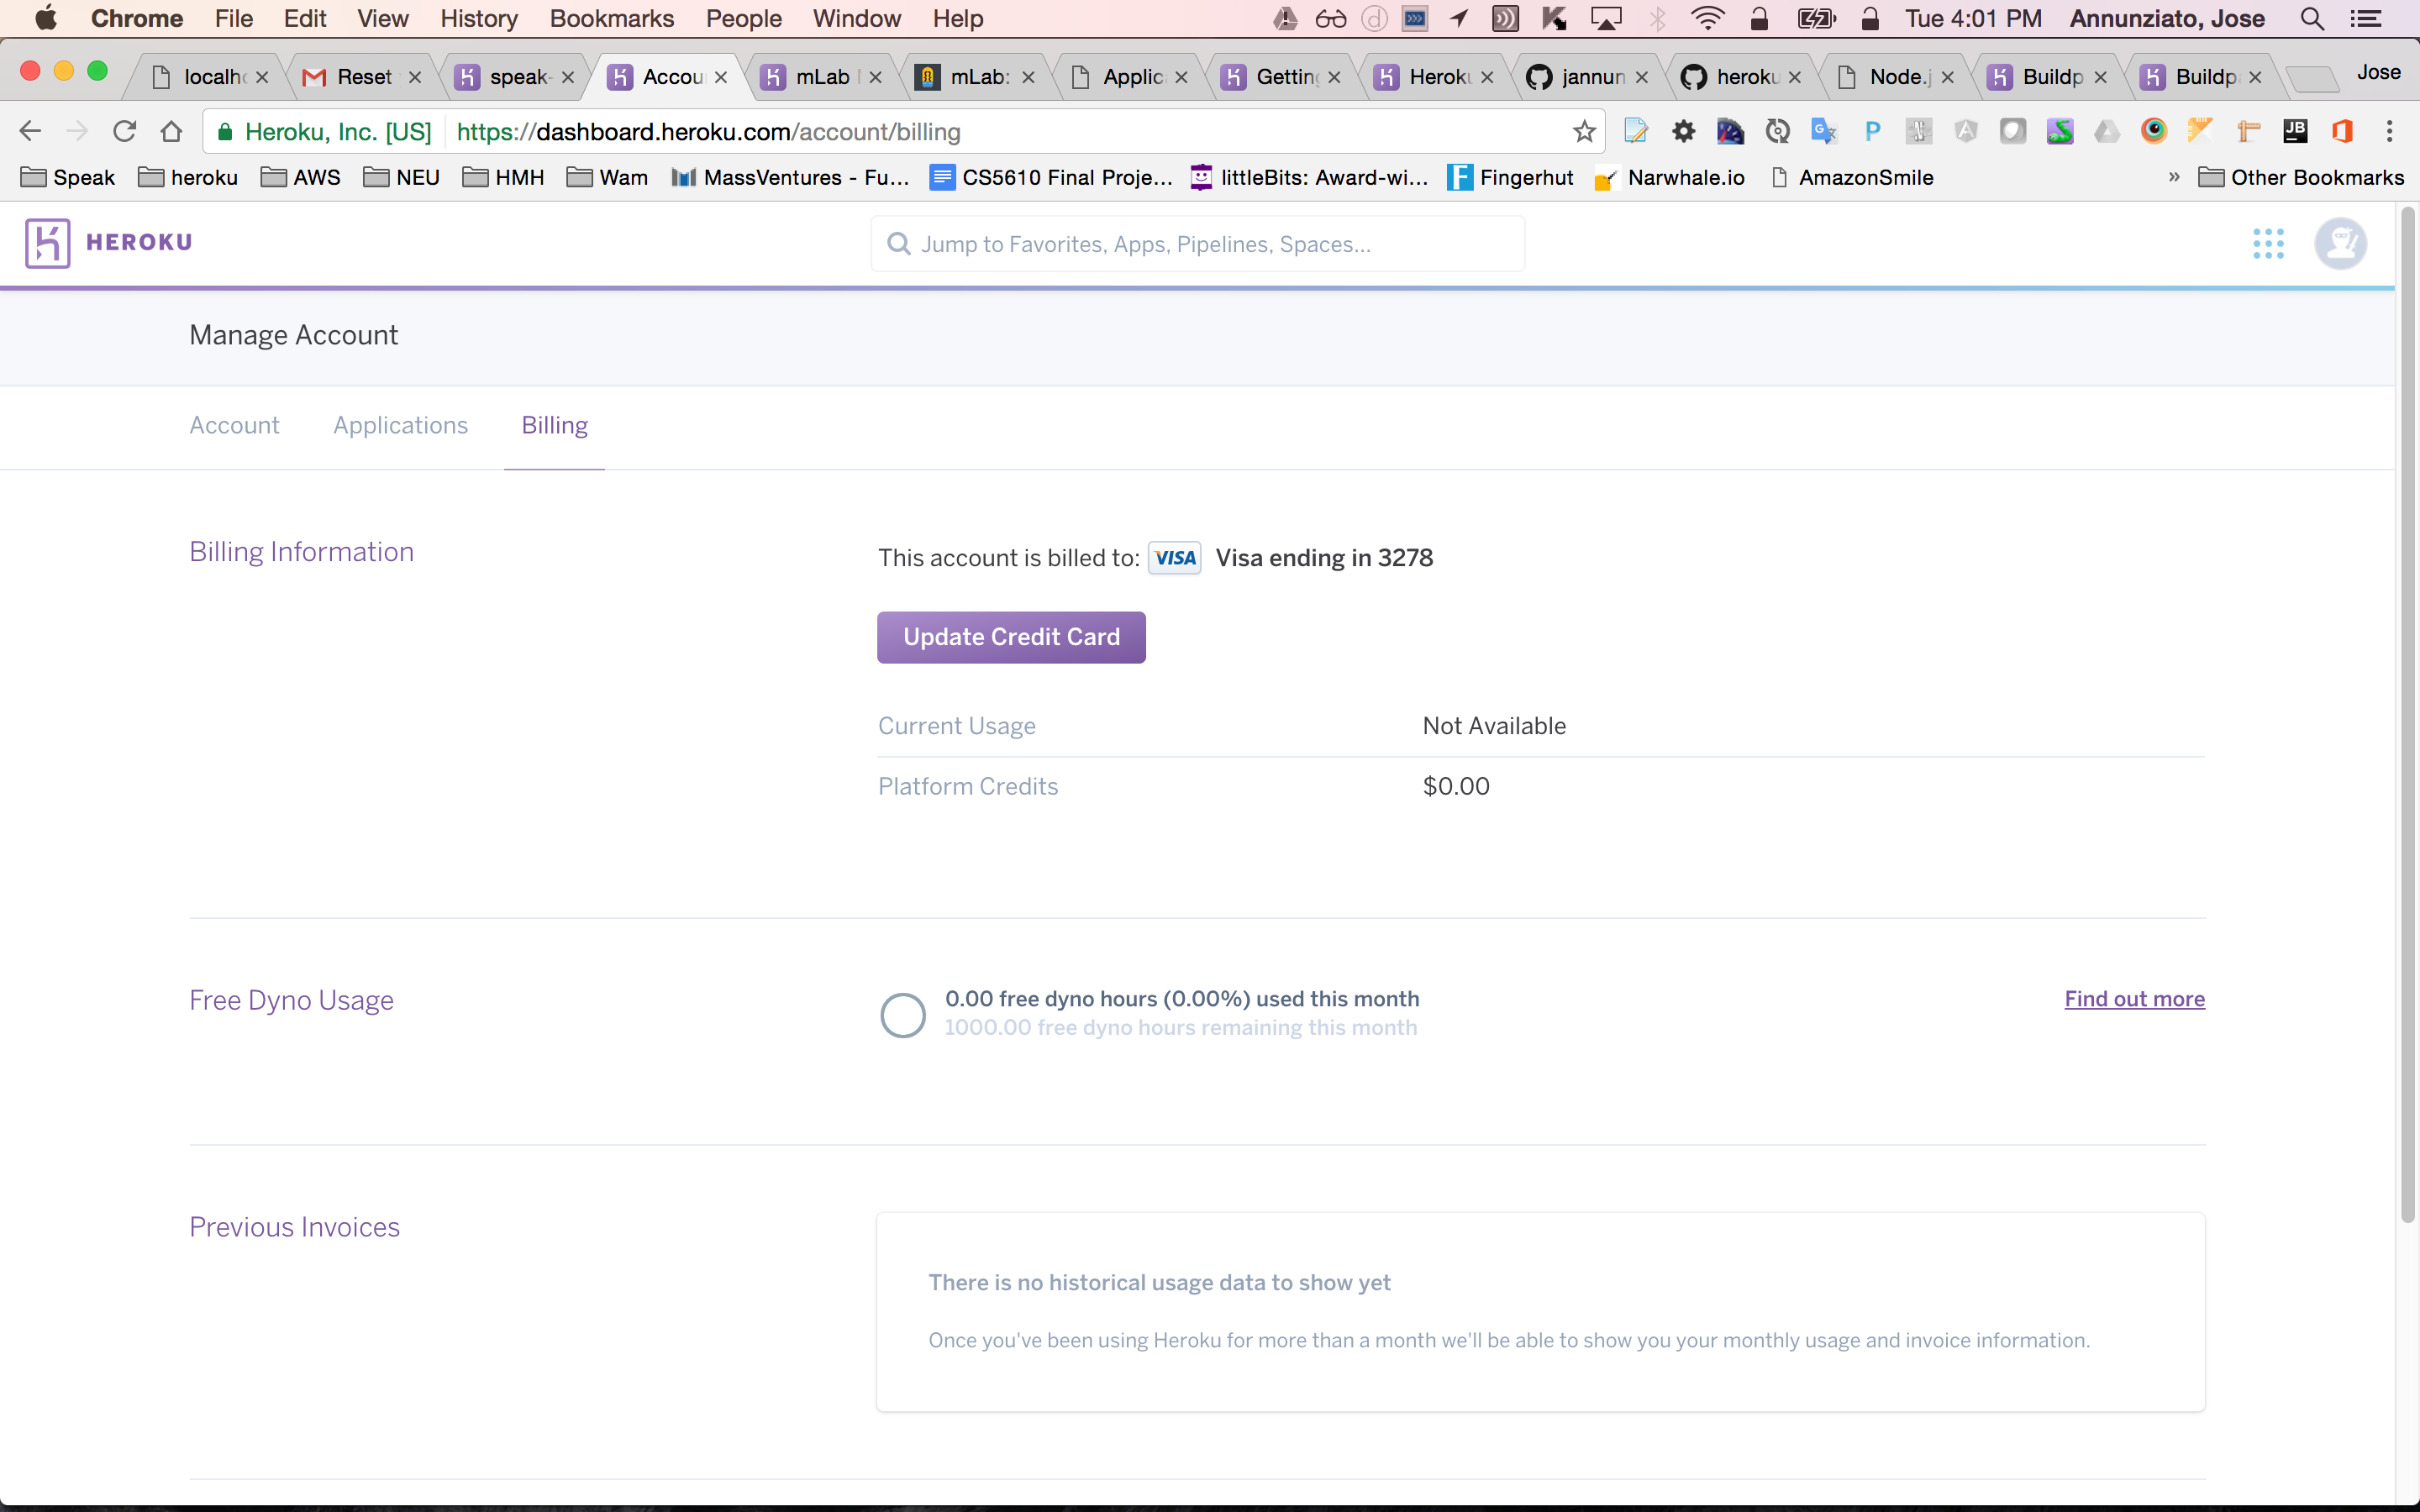 Chrome File Edit View History Bookmarks People Window Help Tue 4:01 PM Annunziato, Jose
localh Reset speak- Accou mLab mLab: Applic Getting Heroku jannun heroku Node.j Buildp Buildp Jose
Heroku, Inc. [US] https://dashboard.heroku.com/account/billing
Speak heroku AWS NEU HMH Wam MassVentures - Fu... CS5610 Final Proje... littleBits: Award-wi... Fingerhut Narwhale.io AmazonSmile » Other Bookmarks
HEROKU Jump to Favorites, Apps, Pipelines, Spaces...
Manage Account
Account Applications Billing
Billing Information This account is billed to: VISA Visa ending in 3278
Update Credit Card
Current Usage Not Available
Platform Credits $0.00
Free Dyno Usage 0.00 free dyno hours (0.00%) used this month Find out more
1000.00 free dyno hours remaining this month
Previous Invoices
There is no historical usage data to show yet
Once you've been using Heroku for more than a month we'll be able to show you your monthly usage and invoice information.